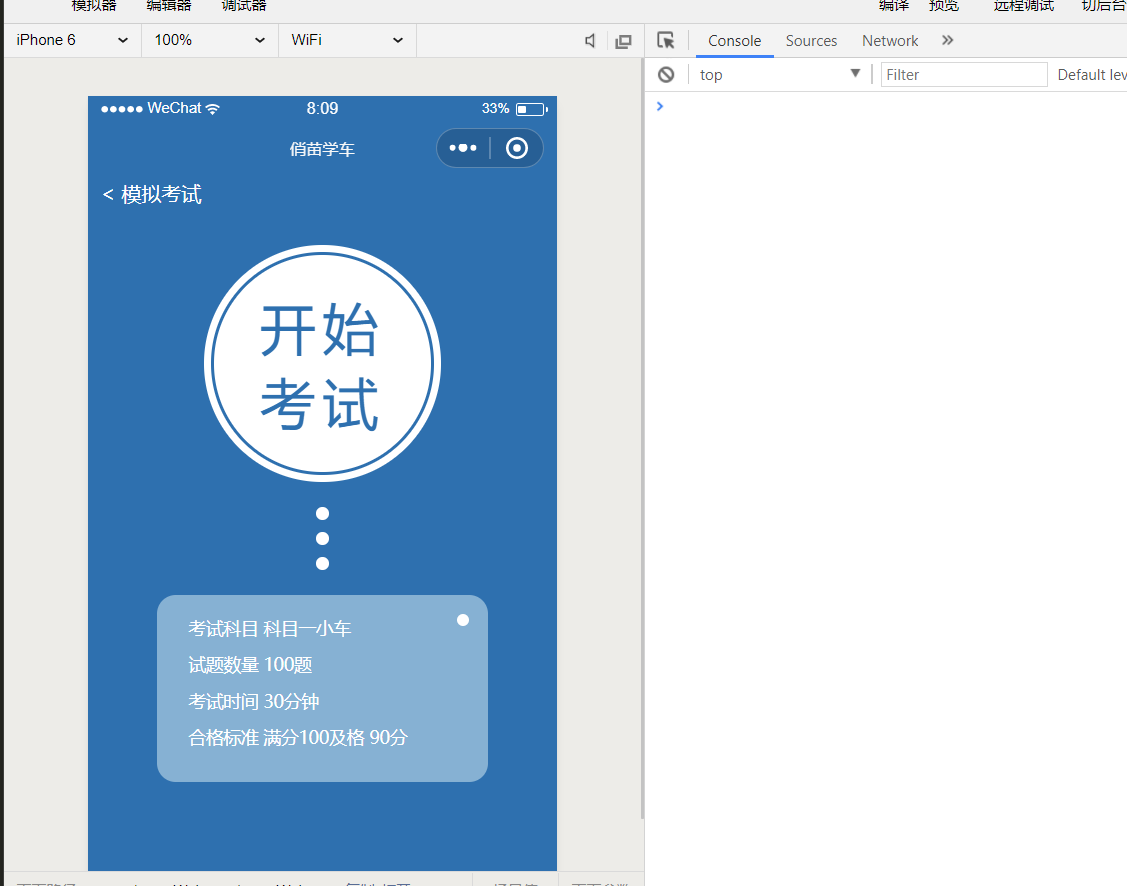 模拟器 编辑器 调试器 编译 预览 远程调试 切后台
iPhone 6 100% WiFi
Console Sources Network »
top Filter Default lev
WeChat 8:09 33%
俏苗学车
< 模拟考试
开始
考试
考试科目 科目一小车
试题数量 100题
考试时间 30分钟
合格标准 满分100及格 90分